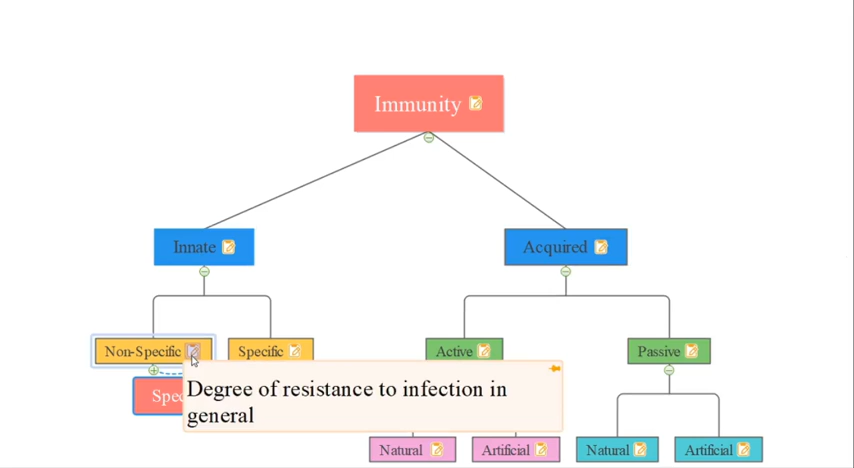 Immunity
Innate
Acquired
Non-Specific
Specific
Active
Passive
Degree of resistance to infection in
general
Natural
Artificial
Natural
Artificial